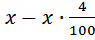 x − x · 4/100